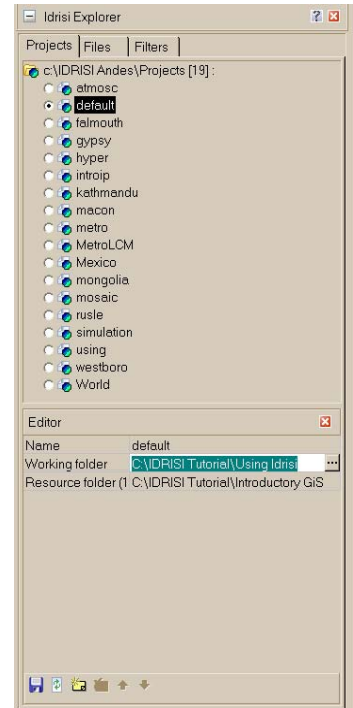 Idrisi Explorer
Projects Files Filters
c:\IDRISI Andes\Projects [19] :
atmosc
default
falmouth
gypsy
hyper
introip
kathmandu
macon
metro
MetroLCM
Mexico
mongolia
mosaic
rusle
simulation
using
westboro
World
Editor
Name default
Working folder C:\IDRISI Tutorial\Using Idrisi ...
Resource folder (1 C:\IDRISI Tutorial\Introductory GiS